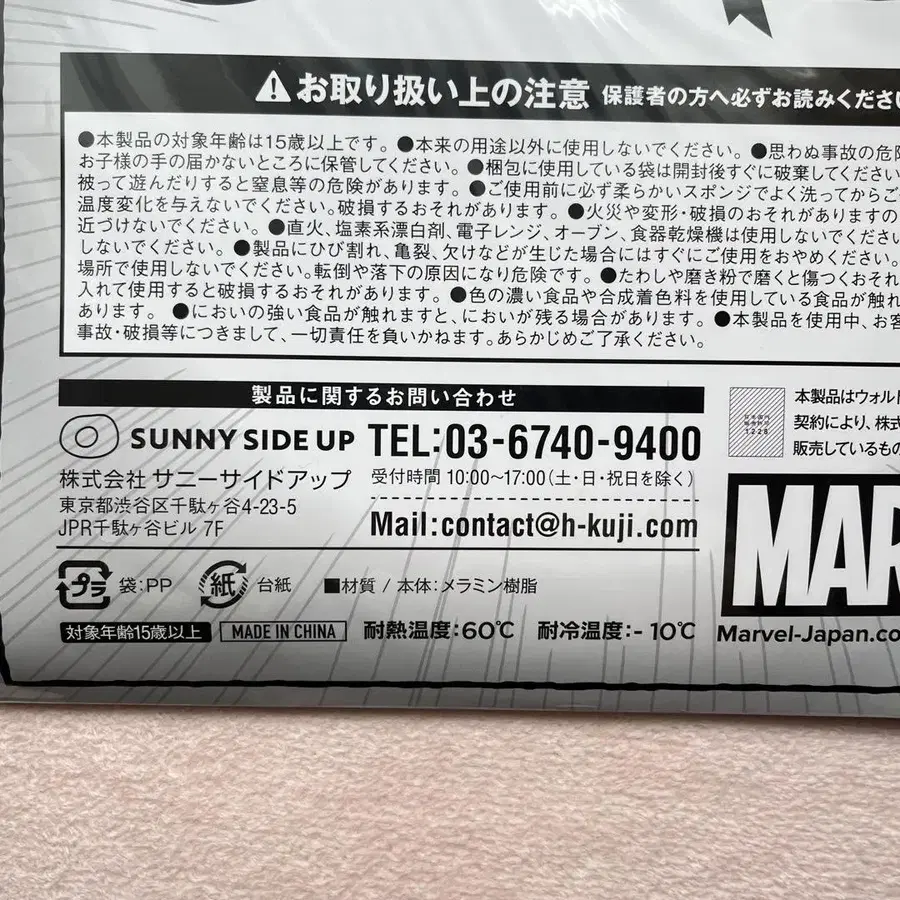 ⚠お取り扱い上の注意 保護者の方へ必ずお読みくださ
●本製品の対象年齢は15歳以上です。●本来の用途以外に使用しないでください。●思わぬ事故の危険
お子様の手の届かないところに保管してください。●梱包に使用している袋は開封後すぐに破棄してください
被って遊んだりすると窒息等の危険があります。●ご使用前に必ず柔らかいスポンジでよく洗ってからご
温度変化を与えないでください。破損するおそれがあります。●火災や変形・破損のおそれがありますの
近づけないでください。●直火、塩素系漂白剤、電子レンジ、オーブン、食器乾燥機は使用しないでください
しないでください。●製品にひび割れ、亀裂、欠けなどが生じた場合にはすぐにご使用をおやめください。
場所で使用しないでください。転倒や落下の原因になり危険です。●たわしや磨き粉で磨くと傷つくおそれ
入れて使用すると破損するおそれがあります。●色の濃い食品や合成着色料を使用している食品が触れ
あります。●においの強い食品が触れますと、においが残る場合があります。●本製品を使用中、お客
事故・破損等につきまして、一切責任を負いかねます。あらかじめご了承ください。
製品に関するお問い合わせ
SUNNY SIDE UP TEL:03-6740-9400
株式会社 サニーサイドアップ 受付時間 10:00〜17:00(土・日・祝日を除く)
東京都渋谷区千駄ヶ谷4-23-5
JPR千駄ヶ谷ビル 7F
Mail:contact@h-kuji.com
プラ 袋:PP 紙 台紙 ■材質 / 本体:メラミン樹脂
対象年齢15歳以上 MADE IN CHINA 耐熱温度:60℃ 耐冷温度:-10℃
1228
本製品はウォルト
契約により、株式
販売しているもの
MAR
Marvel-Japan.co